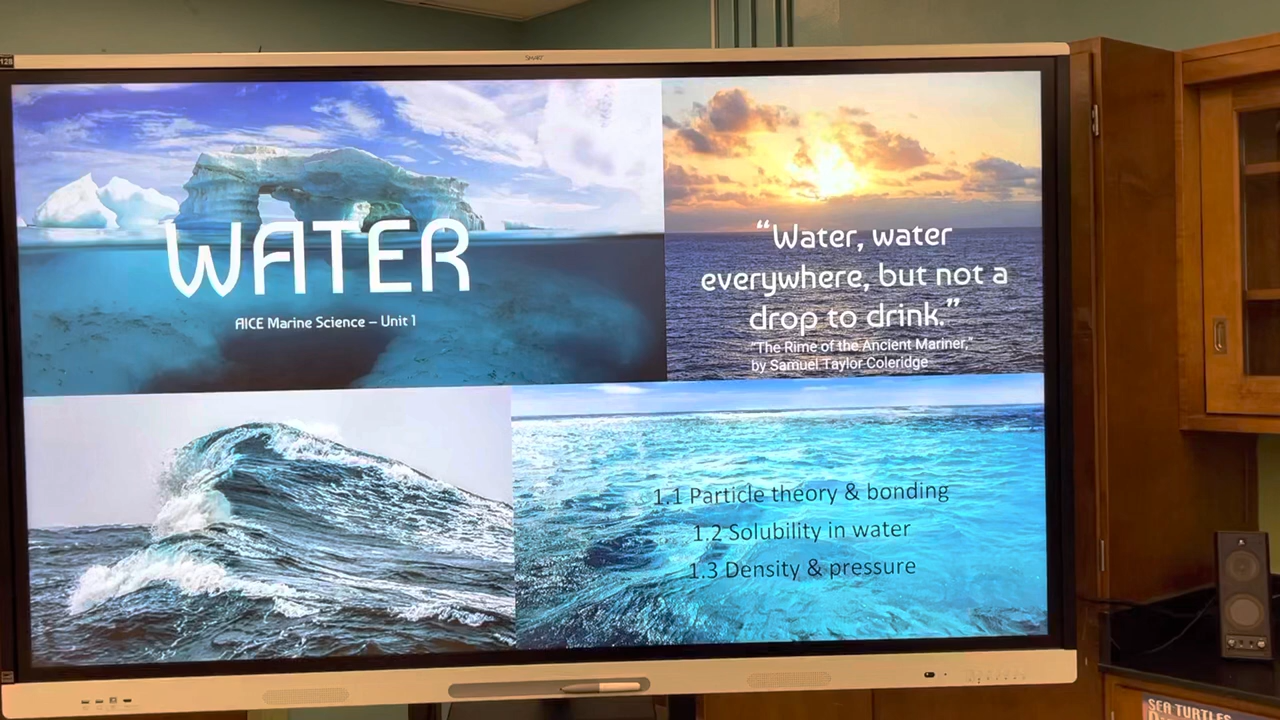 128
SMART
WATER
AICE Marine Science – Unit 1
“Water, water
everywhere, but not a
drop to drink.”
"The Rime of the Ancient Mariner,"
by Samuel Taylor Coleridge
1.1 Particle theory & bonding
1.2 Solubility in water
1.3 Density & pressure
SEA TURTLES